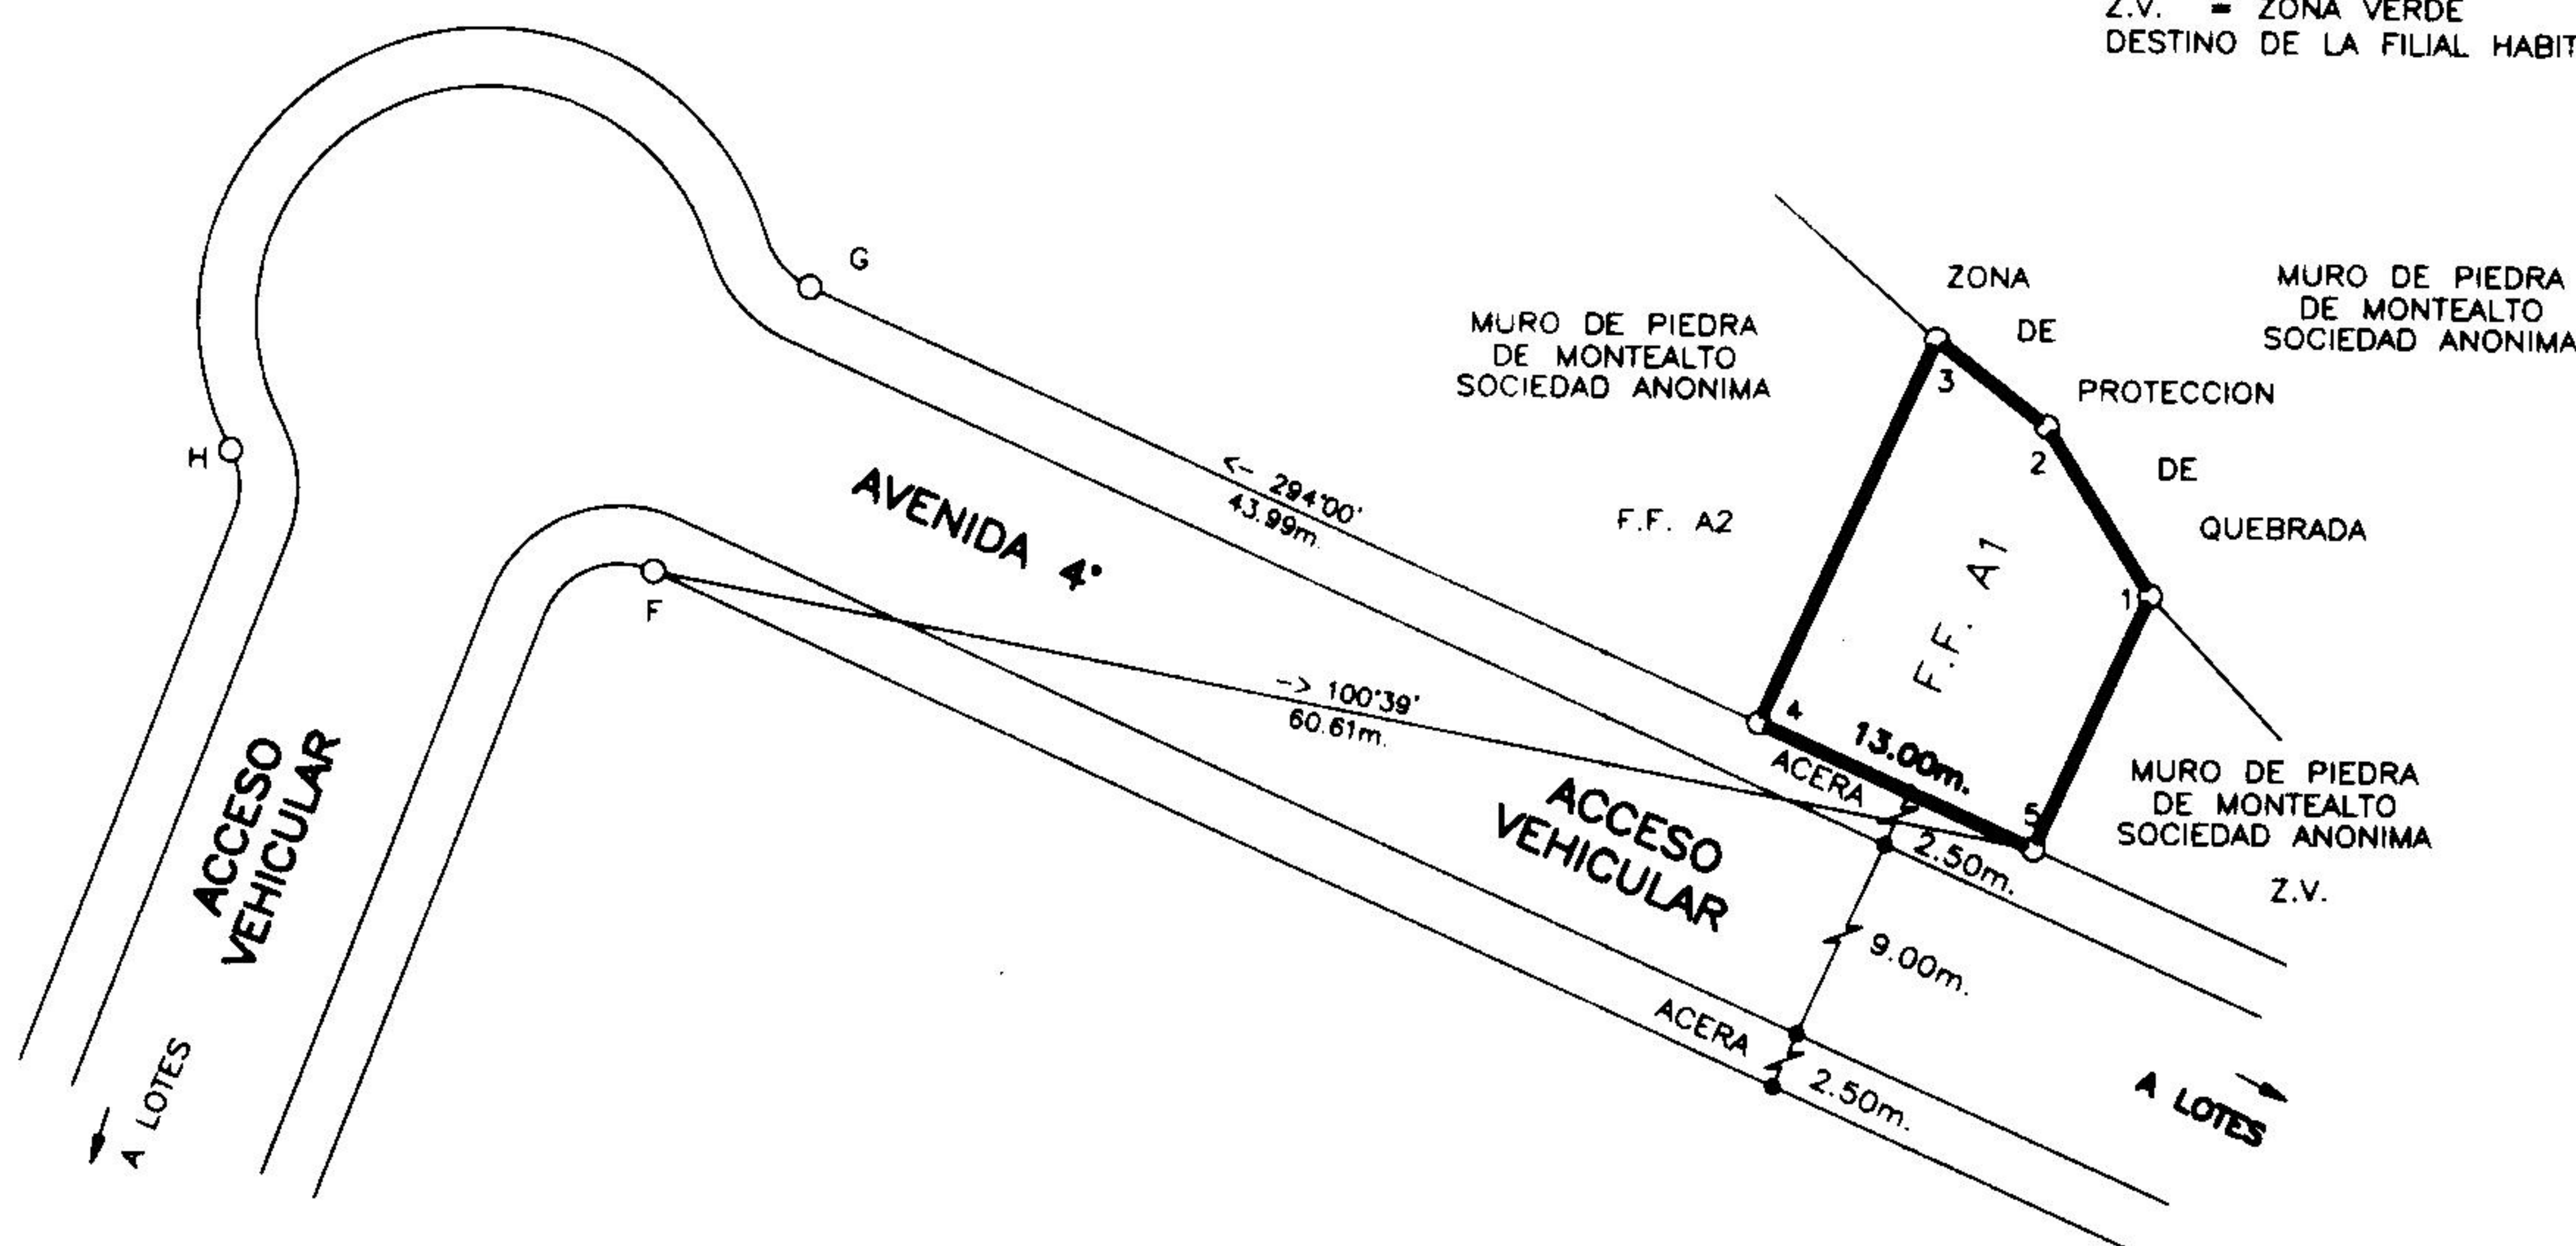 Z.V. = ZONA VERDE
DESTINO DE LA FILIAL HABIT
G
ZONA
DE
PROTECCION
DE
QUEBRADA
MURO DE PIEDRA
DE MONTEALTO
SOCIEDAD ANONIMA
MURO DE PIEDRA
DE MONTEALTO
SOCIEDAD ANONIMA
3
2
1
H
<- 294°00'
43.99m.
AVENIDA 4°
F.F. A2
F.F. A1
F
-> 100°39'
60.61m.
4
13.00m.
5
ACERA
2.50m.
MURO DE PIEDRA
DE MONTEALTO
SOCIEDAD ANONIMA
Z.V.
ACCESO
VEHICULAR
ACCESO
VEHICULAR
9.00m.
ACERA
2.50m.
A LOTES
A LOTES